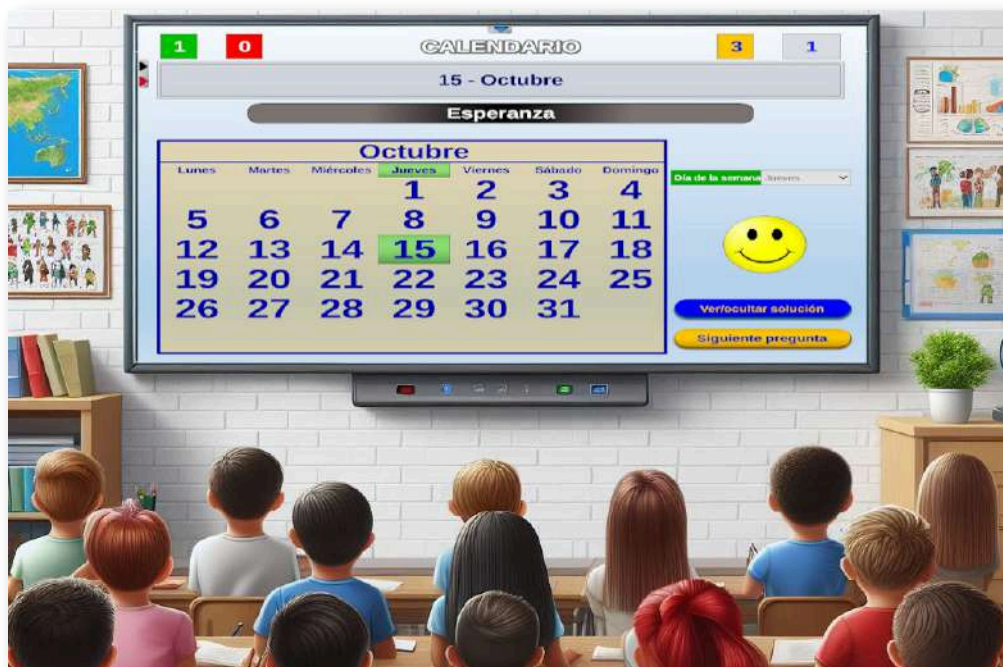 1 0 CALENDARIO 3 1
15 - Octubre
Esperanza
Octubre
Lunes Martes Miércoles Jueves Viernes Sábado Domingo
1 2 3 4
5 6 7 8 9 10 11
12 13 14 15 16 17 18
19 20 21 22 23 24 25
26 27 28 29 30 31
Día de la semana Jueves
Ver/ocultar solución
Siguiente pregunta